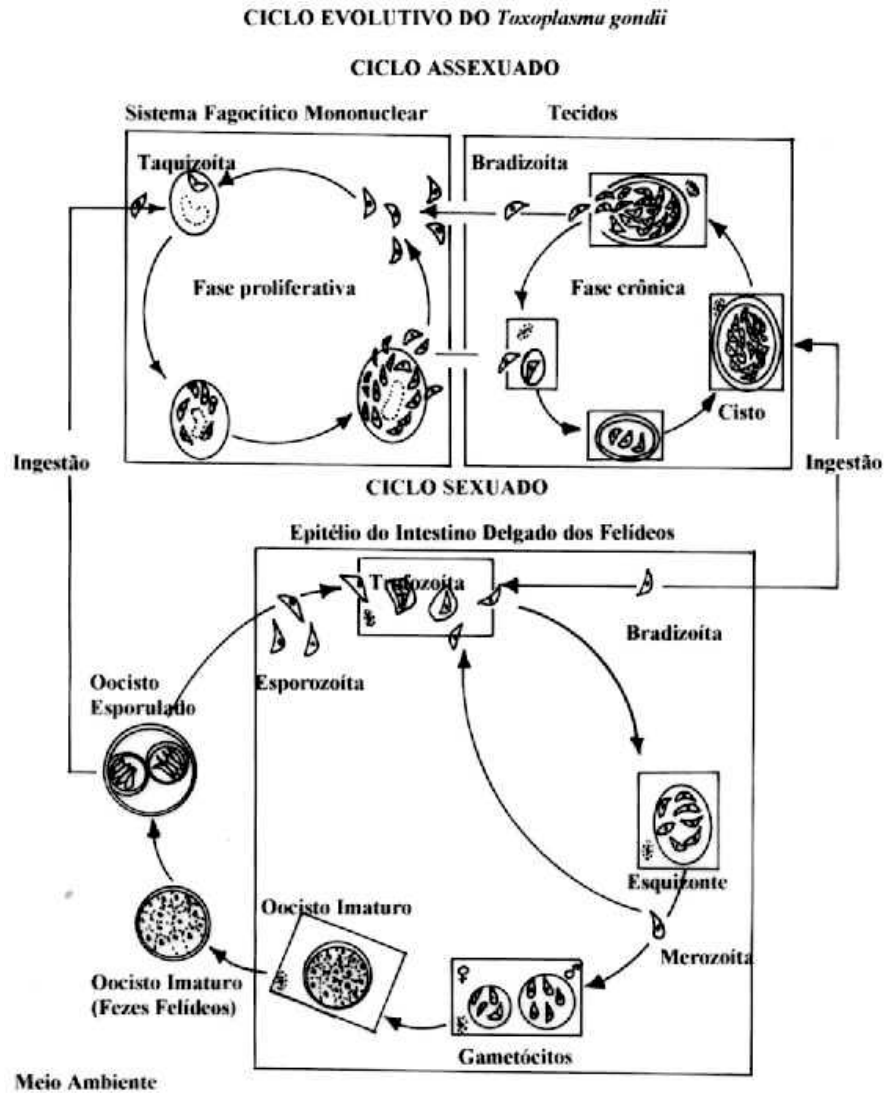 CICLO EVOLUTIVO DO Toxoplasma gondii
CICLO ASSEXUADO
Sistema Fagocítico Mononuclear
Tecidos
Taquizoíta
Bradizoíta
Fase proliferativa
Fase crônica
Cisto
Ingestão
Ingestão
CICLO SEXUADO
Epitélio do Intestino Delgado dos Felídeos
Trofozoíta
Bradizoíta
Esporozoíta
Oocisto
Esporulado
Esquizonte
Oocisto Imaturo
Merozoíta
Oocisto Imaturo
(Fezes Felídeos)
♀
♂
Gametócitos
Meio Ambiente